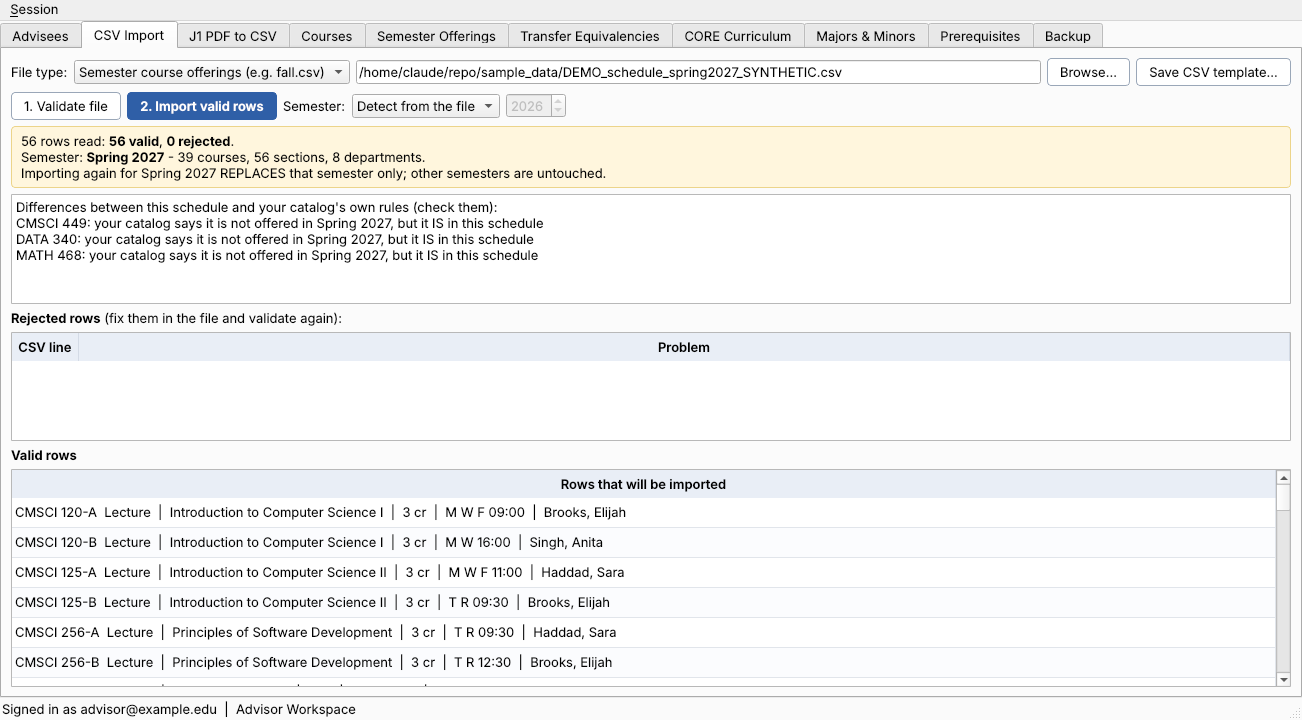 Session
Advisees CSV Import J1 PDF to CSV Courses Semester Offerings Transfer Equivalencies CORE Curriculum Majors & Minors Prerequisites Backup
File type: Semester course offerings (e.g. fall.csv) /home/claude/repo/sample_data/DEMO_schedule_spring2027_SYNTHETIC.csv Browse... Save CSV template...
1. Validate file 2. Import valid rows Semester: Detect from the file 2026
56 rows read: 56 valid, 0 rejected.
Semester: Spring 2027 - 39 courses, 56 sections, 8 departments.
Importing again for Spring 2027 REPLACES that semester only; other semesters are untouched.
Differences between this schedule and your catalog's own rules (check them):
CMSCI 449: your catalog says it is not offered in Spring 2027, but it IS in this schedule
DATA 340: your catalog says it is not offered in Spring 2027, but it IS in this schedule
MATH 468: your catalog says it is not offered in Spring 2027, but it IS in this schedule
Rejected rows (fix them in the file and validate again):
CSV line Problem
Valid rows
Rows that will be imported
CMSCI 120-A Lecture | Introduction to Computer Science I | 3 cr | M W F 09:00 | Brooks, Elijah
CMSCI 120-B Lecture | Introduction to Computer Science I | 3 cr | M W 16:00 | Singh, Anita
CMSCI 125-A Lecture | Introduction to Computer Science II | 3 cr | M W F 11:00 | Haddad, Sara
CMSCI 125-B Lecture | Introduction to Computer Science II | 3 cr | T R 09:30 | Brooks, Elijah
CMSCI 256-A Lecture | Principles of Software Development | 3 cr | T R 09:30 | Haddad, Sara
CMSCI 256-B Lecture | Principles of Software Development | 3 cr | T R 12:30 | Brooks, Elijah
Signed in as advisor@example.edu | Advisor Workspace